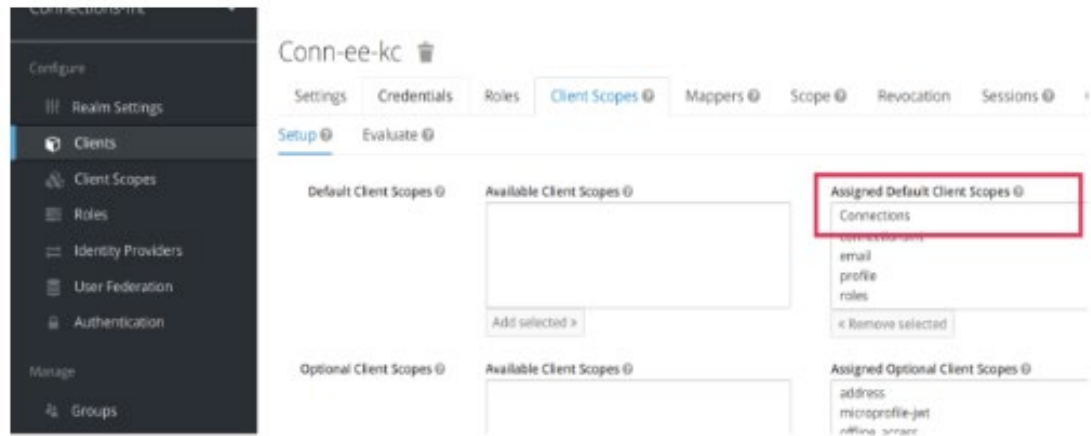 Connections-mt
Conn-ee-kc
Configure
Settings Credentials Roles Client Scopes Mappers Scope Revocation Sessions
Realm Settings
Clients
Setup Evaluate
Client Scopes
Default Client Scopes Available Client Scopes Assigned Default Client Scopes
Roles
Connections
Identity Providers
email
User Federation
profile
roles
Authentication
Add selected »
« Remove selected
Manage
Optional Client Scopes Available Client Scopes Assigned Optional Client Scopes
address
Groups
microprofile-jwt
offline_access